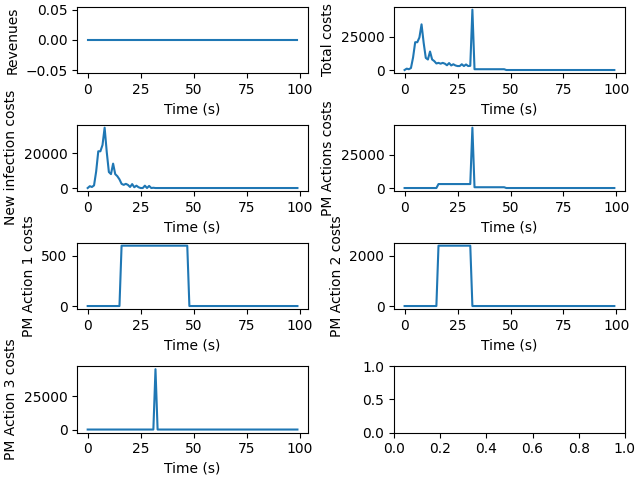 Revenues
0.05
0.00
−0.05
0 25 50 75 100
Time (s)
Total costs
25000
0
0 25 50 75 100
Time (s)
New infection costs
20000
0
0 25 50 75 100
Time (s)
PM Actions costs
25000
0
0 25 50 75 100
Time (s)
PM Action 1 costs
500
0
0 25 50 75 100
Time (s)
PM Action 2 costs
2000
0
0 25 50 75 100
Time (s)
PM Action 3 costs
25000
0
0 25 50 75 100
Time (s)
1.0
0.5
0.0
0.0 0.2 0.4 0.6 0.8 1.0